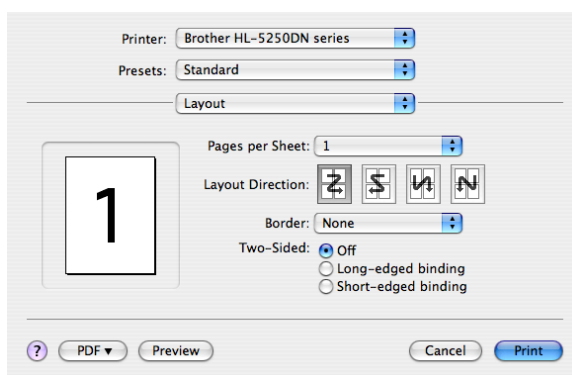 Printer: Brother HL-5250DN series
Presets: Standard
Layout
Pages per Sheet: 1
Layout Direction:
Border: None
Two-Sided: Off
Long-edged binding
Short-edged binding
1
? PDF▼ Preview Cancel Print